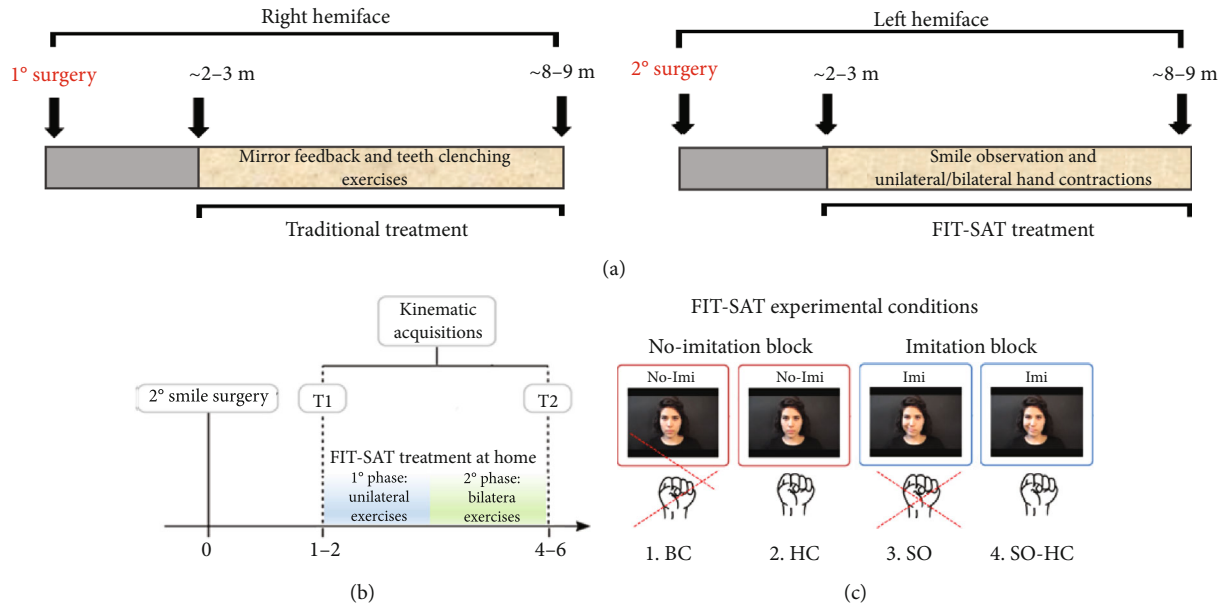 Right hemiface
1° surgery
~2–3 m
~8–9 m
Mirror feedback and teeth clenching
exercises
Traditional treatment
Left hemiface
2° surgery
~2–3 m
~8–9 m
Smile observation and
unilateral/bilateral hand contractions
FIT-SAT treatment
(a)
Kinematic
acquisitions
2° smile surgery
T1
T2
FIT-SAT treatment at home
1° phase:
unilateral
exercises
2° phase:
bilatera
exercises
0
1–2
4–6
(b)
FIT-SAT experimental conditions
No-imitation block
Imitation block
No-Imi
No-Imi
Imi
Imi
1. BC
2. HC
3. SO
4. SO-HC
(c)